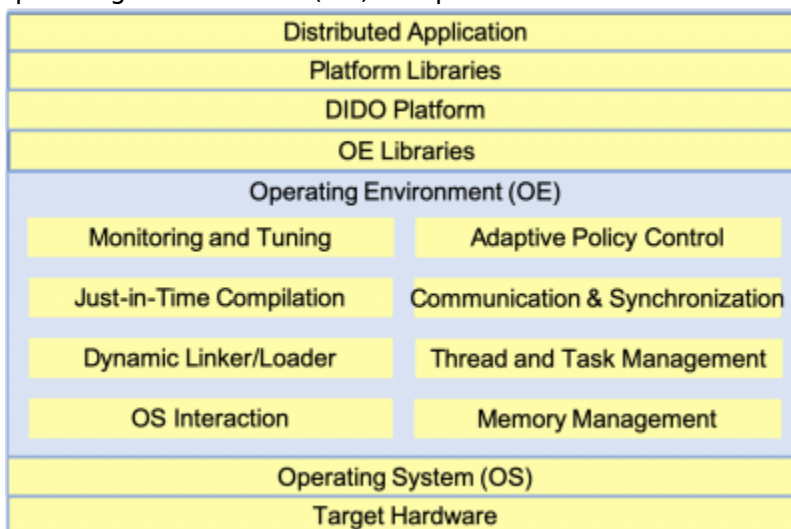 Distributed Application
Platform Libraries
DIDO Platform
OE Libraries
Operating Environment (OE)
Monitoring and Tuning
Adaptive Policy Control
Just-in-Time Compilation
Communication & Synchronization
Dynamic Linker/Loader
Thread and Task Management
OS Interaction
Memory Management
Operating System (OS)
Target Hardware